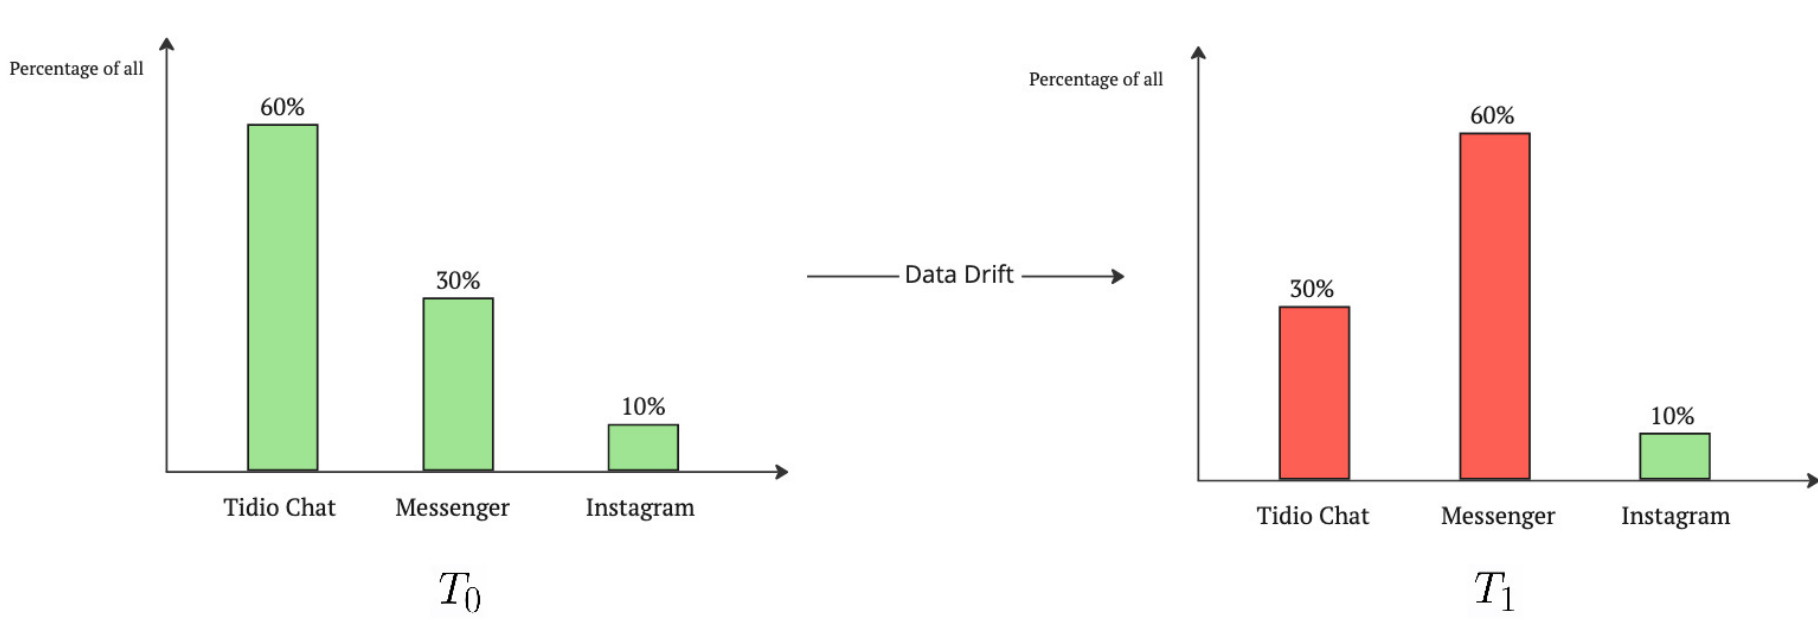 Percentage of all
60%
30%
10%
Tidio Chat
Messenger
Instagram
T0
Data Drift
Percentage of all
30%
60%
10%
Tidio Chat
Messenger
Instagram
T1